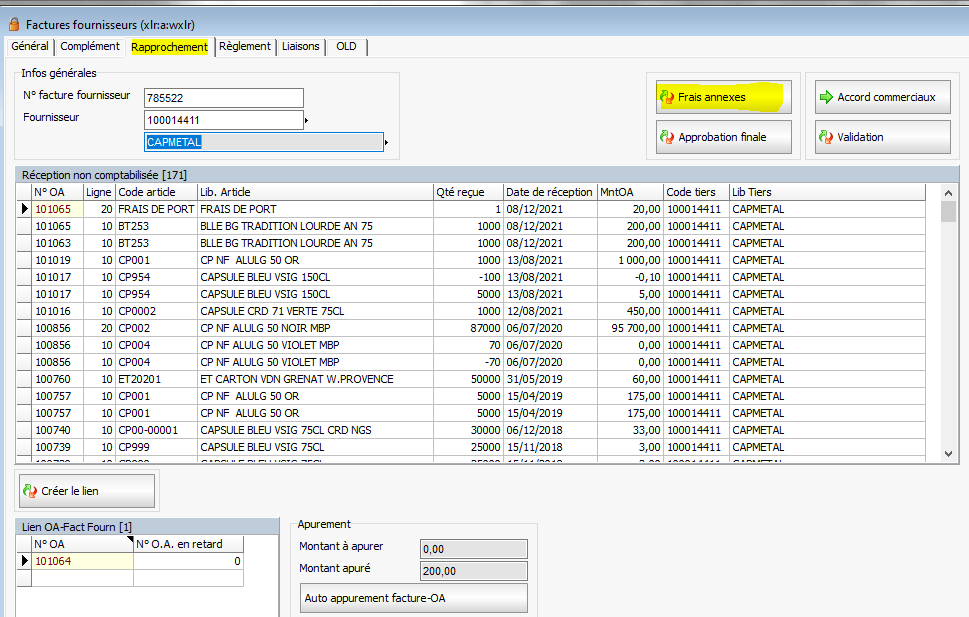 Factures fournisseurs (xlr:a:wxlr)
Général Complément Rapprochement Règlement Liaisons OLD
Infos générales
N° facture fournisseur 785522
Fournisseur 100014411
CAPMETAL
Frais annexes Accord commerciaux
Approbation finale Validation
Réception non comptabilisée [171]
N° OA Ligne Code article Lib. Article Qté reçue Date de réception MntOA Code tiers Lib Tiers
101065 20 FRAIS DE PORT FRAIS DE PORT 1 08/12/2021 20,00 100014411 CAPMETAL
101065 10 BT253 BLLE BG TRADITION LOURDE AN 75 1000 08/12/2021 200,00 100014411 CAPMETAL
101063 10 BT253 BLLE BG TRADITION LOURDE AN 75 1000 08/12/2021 200,00 100014411 CAPMETAL
101019 10 CP001 CP NF ALULG 50 OR 1000 13/08/2021 1 000,00 100014411 CAPMETAL
101017 10 CP954 CAPSULE BLEU VSIG 150CL -100 13/08/2021 -0,10 100014411 CAPMETAL
101017 10 CP954 CAPSULE BLEU VSIG 150CL 5000 13/08/2021 5,00 100014411 CAPMETAL
101016 10 CP0002 CAPSULE CRD 71 VERTE 75CL 1000 12/08/2021 450,00 100014411 CAPMETAL
100856 20 CP002 CP NF ALULG 50 NOIR MBP 87000 06/07/2020 95 700,00 100014411 CAPMETAL
100856 10 CP004 CP NF ALULG 50 VIOLET MBP 70 06/07/2020 0,00 100014411 CAPMETAL
100856 10 CP004 CP NF ALULG 50 VIOLET MBP -70 06/07/2020 0,00 100014411 CAPMETAL
100760 10 ET20201 ET CARTON VDN GRENAT W.PROVENCE 50000 31/05/2019 60,00 100014411 CAPMETAL
100757 10 CP001 CP NF ALULG 50 OR 5000 15/04/2019 175,00 100014411 CAPMETAL
100757 10 CP001 CP NF ALULG 50 OR 5000 15/04/2019 175,00 100014411 CAPMETAL
100740 10 CP00-00001 CAPSULE BLEU VSIG 75CL CRD NGS 30000 06/12/2018 33,00 100014411 CAPMETAL
100739 10 CP999 CAPSULE BLEU VSIG 75CL 25000 15/11/2018 3,00 100014411 CAPMETAL
Créer le lien
Lien OA-Fact Fourn [1]
N° OA N° O.A. en retard
101064 0
Apurement
Montant à apurer 0,00
Montant apuré 200,00
Auto appurement facture-OA